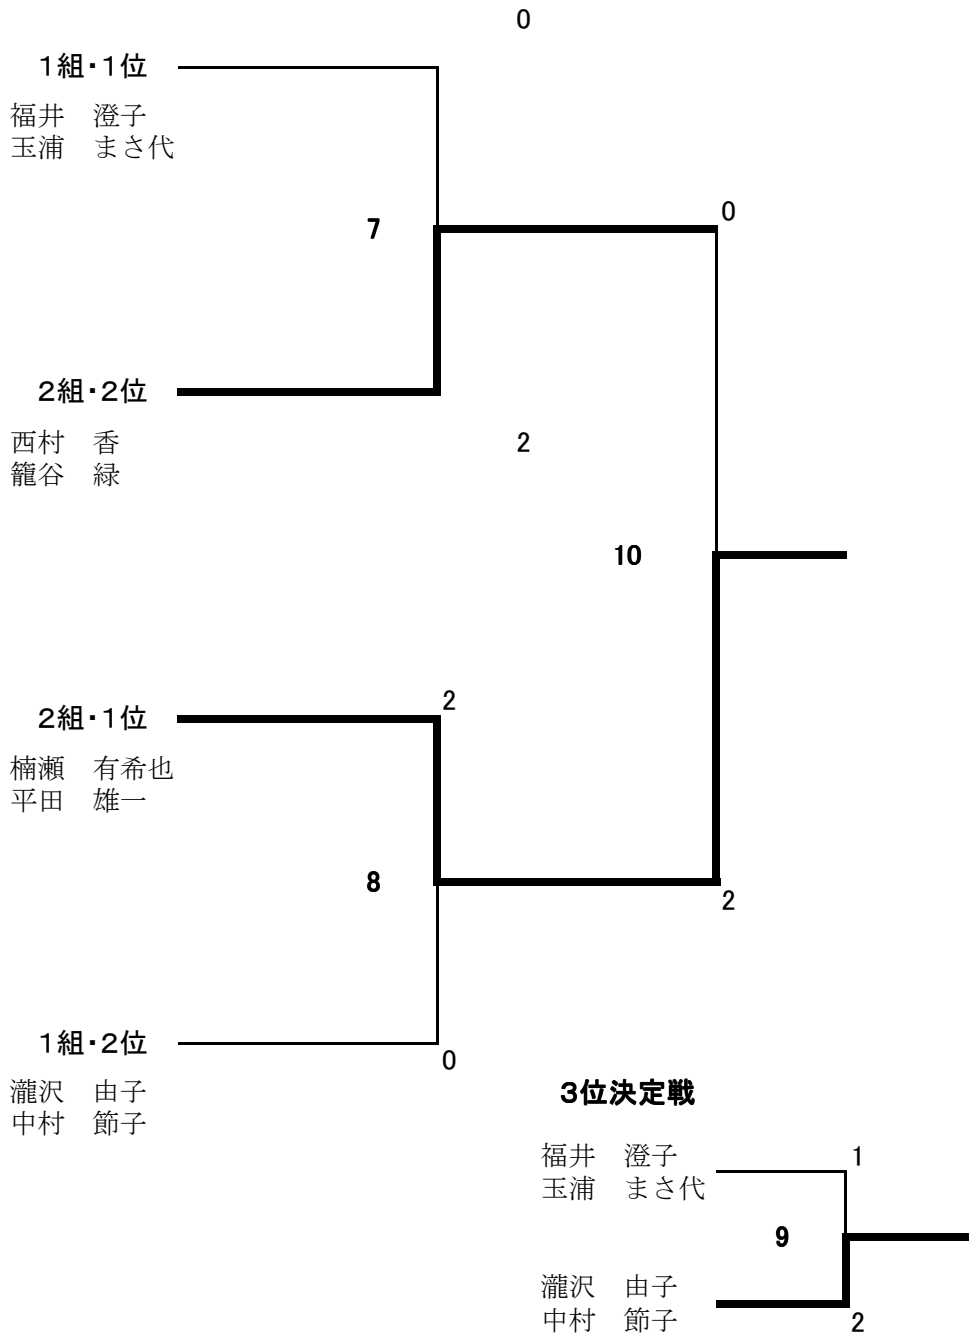 0
１組・１位
福井　澄子
玉浦　まさ代
7
0
２組・２位
西村　香
籠谷　緑
2
10
２組・１位
2
楠瀬　有希也
平田　雄一
8
2
１組・２位
0
瀧沢　由子
中村　節子
３位決定戦
福井　澄子
玉浦　まさ代
1
9
瀧沢　由子
中村　節子
2